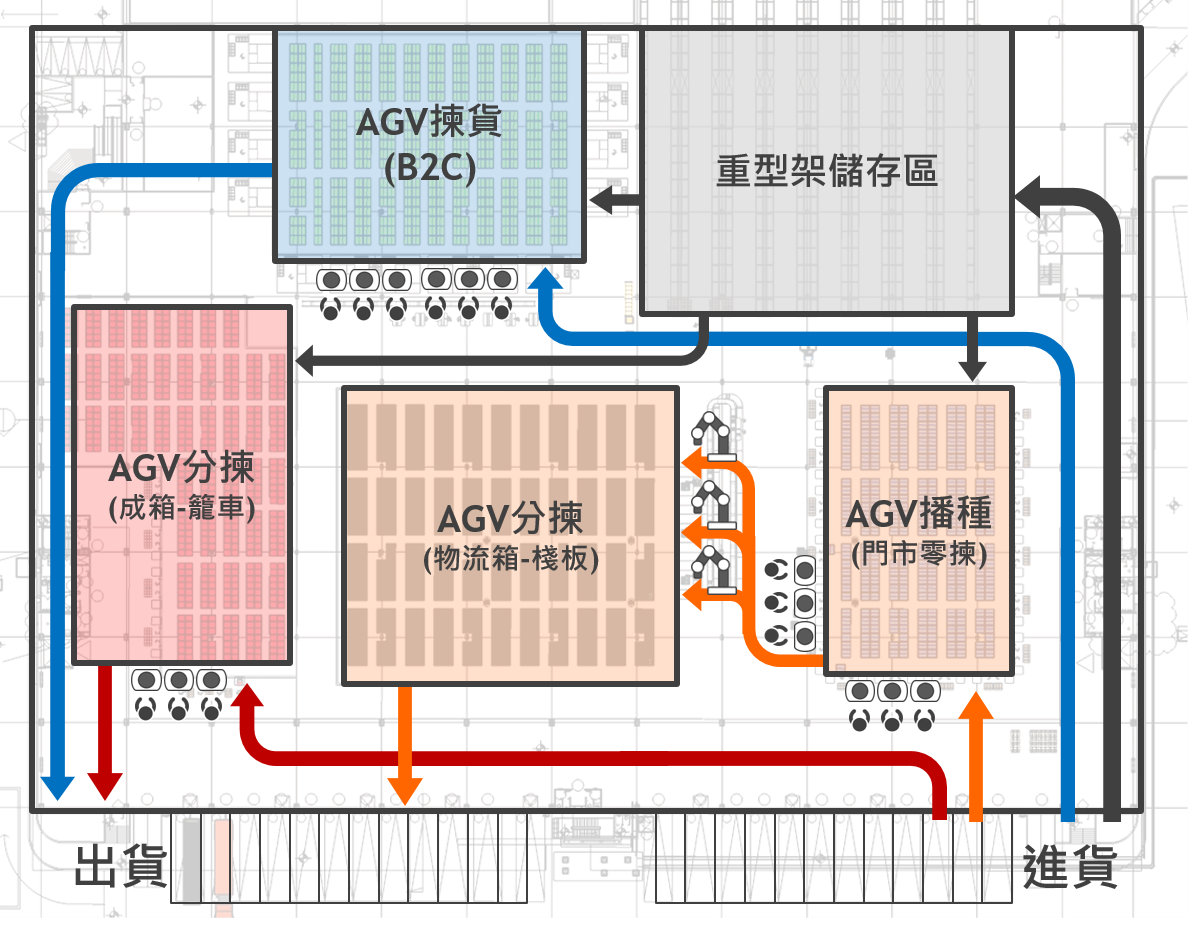 AGV揀貨
(B2C)
重型架儲存區
AGV分揀
(成箱-籠車)
AGV分揀
(物流箱-棧板)
AGV播種
(門市零揀)
出貨
進貨